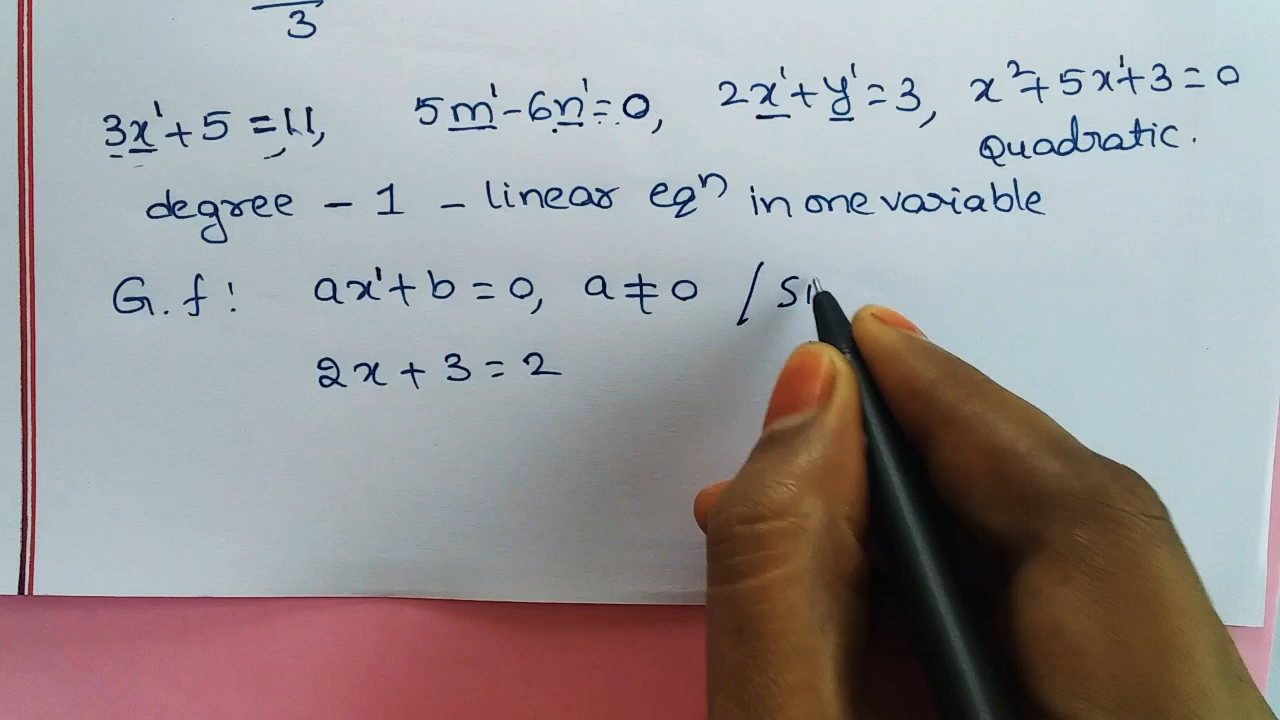 3
3x¹ + 5 = 11, 5m¹ - 6n¹ = 0, 2x¹ + y¹ = 3, x² + 5x¹ + 3 = 0
Quadratic.
degree - 1 - linear eqⁿ in one variable
G.f: ax¹ + b = 0, a ≠ 0 /
2x + 3 = 2